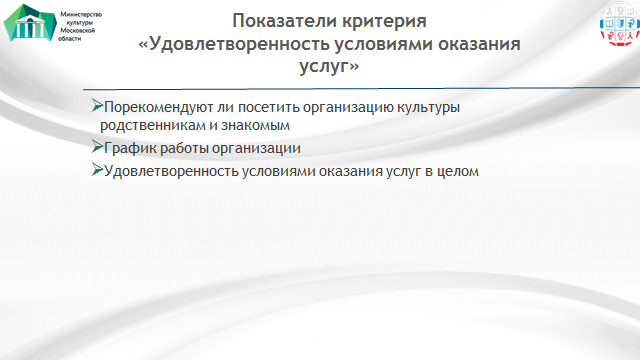 Министерство
культуры
Московской
области
Показатели критерия
«Удовлетворенность условиями оказания
услуг»
Порекомендуют ли посетить организацию культуры
родственникам и знакомым
График работы организации
Удовлетворенность условиями оказания услуг в целом